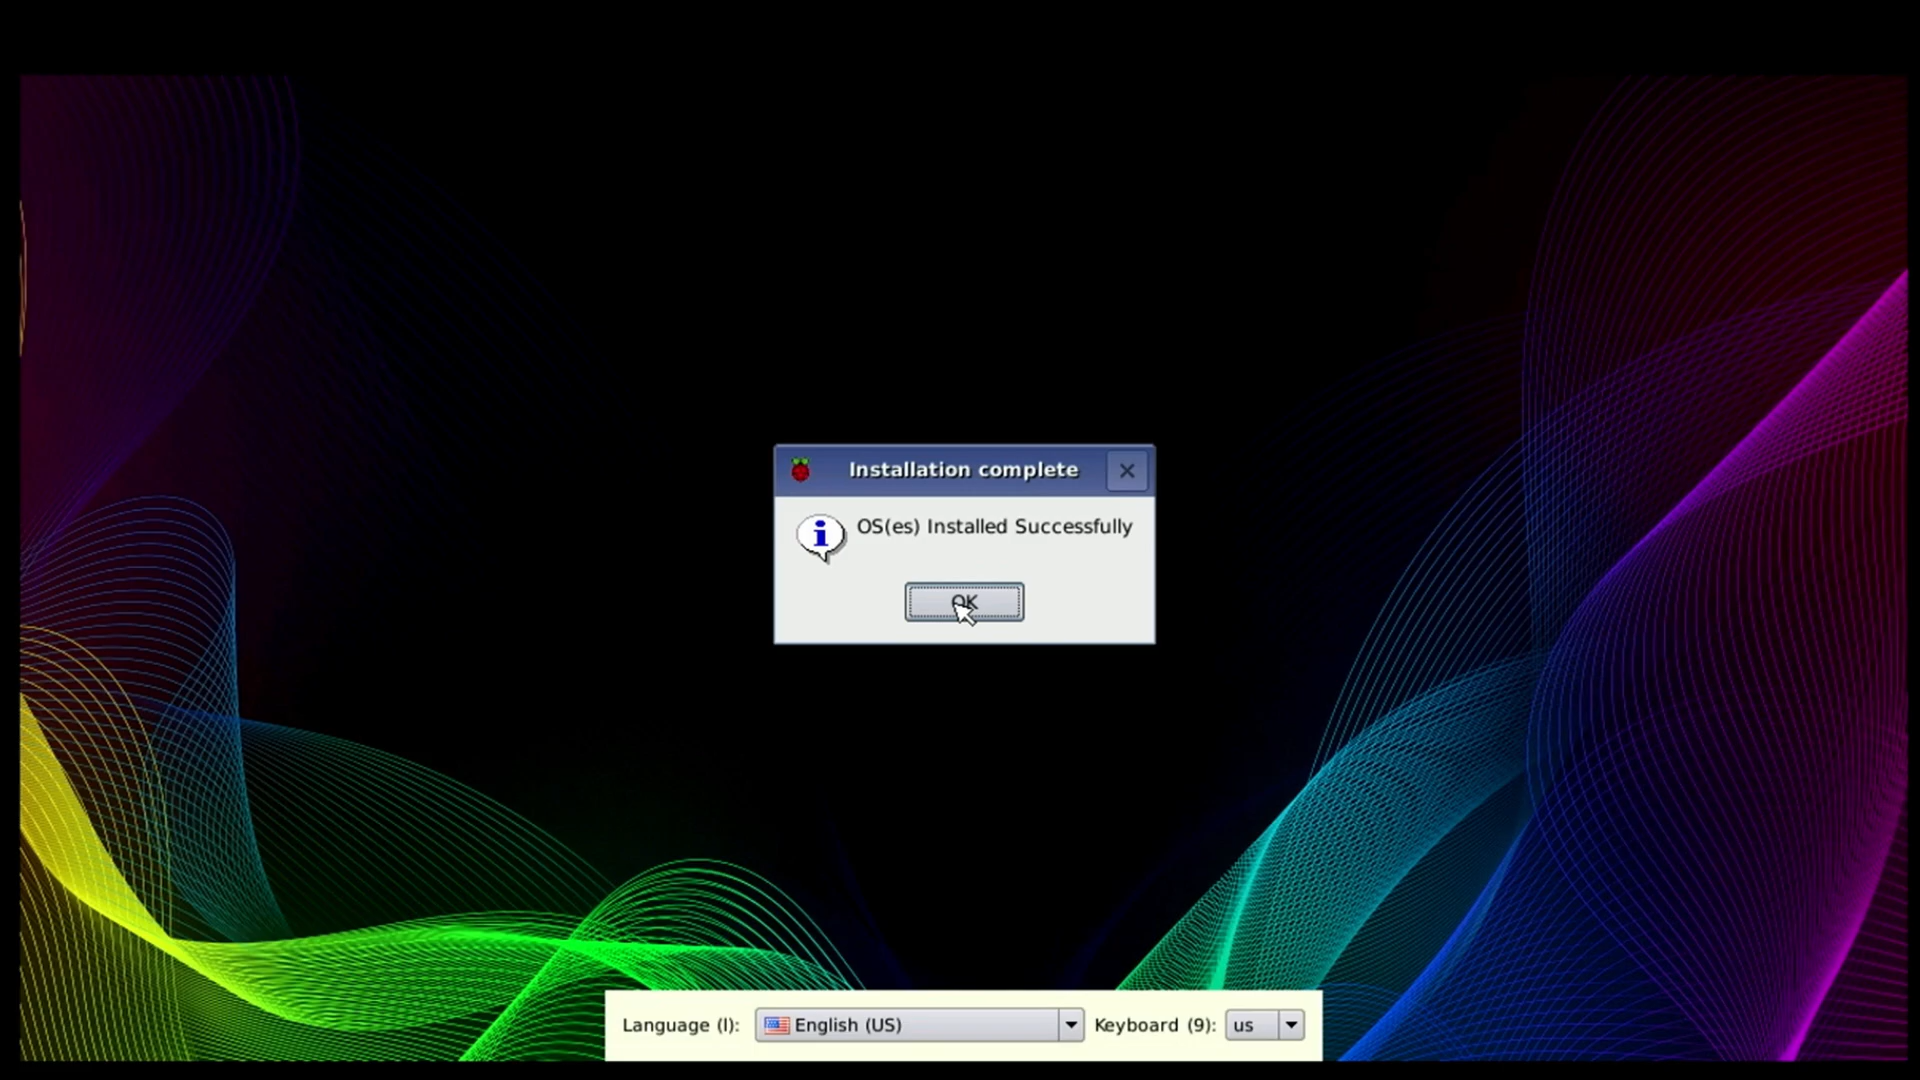 Installation complete
OS(es) Installed Successfully
OK
Language (l): English (US) Keyboard (9): us